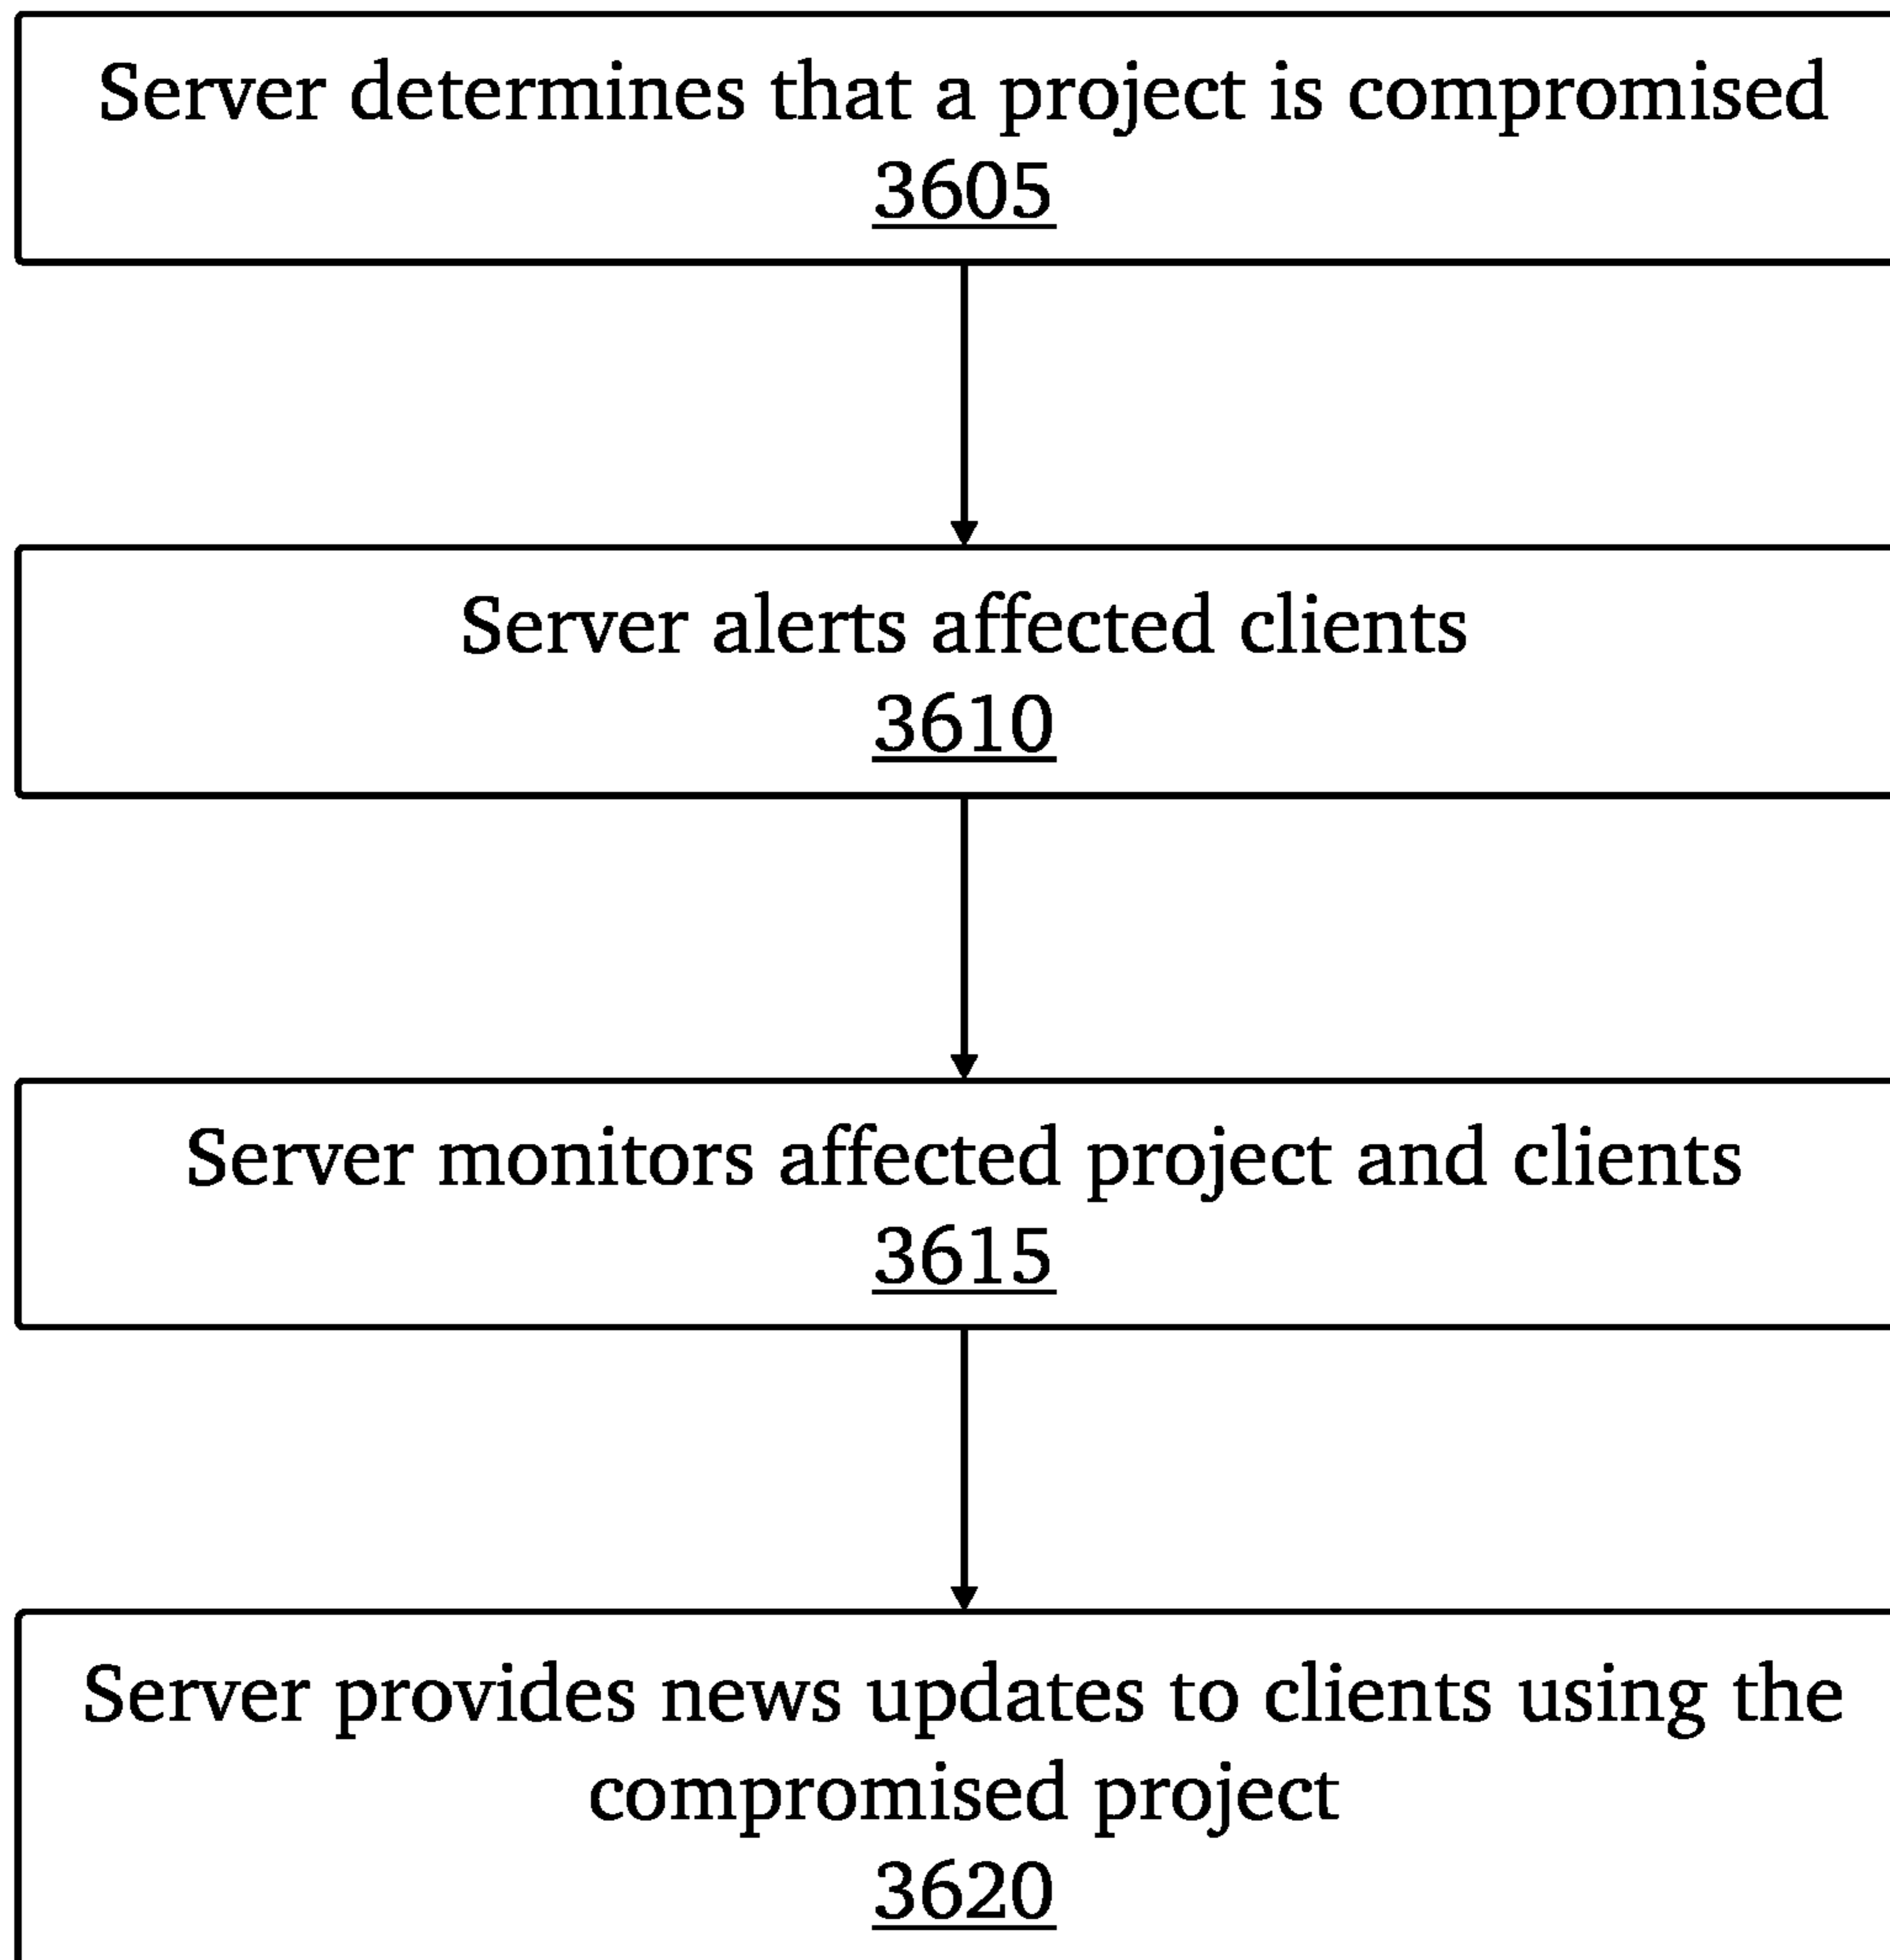 Server determines that a project is compromised
3605
Server alerts affected clients
3610
Server monitors affected project and clients
3615
Server provides news updates to clients using the
compromised project
3620